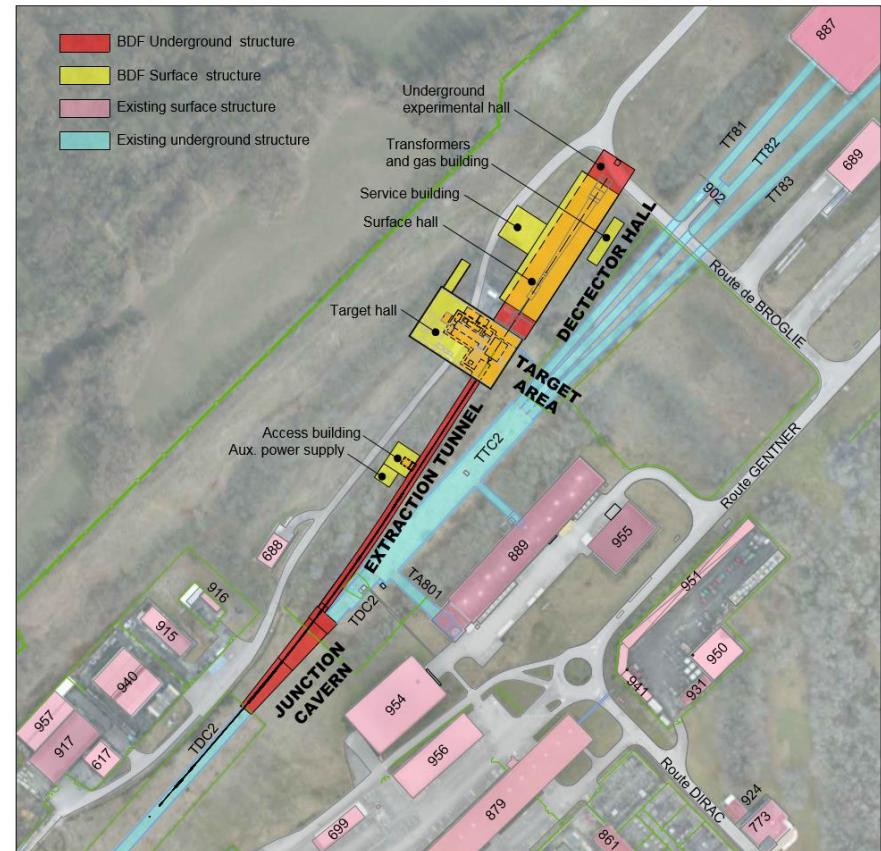 BDF Underground  structure
BDF Surface  structure
Existing surface structure
Existing underground structure
887
Underground
experimental hall
Transformers
and gas building
Service building
Surface hall
Target hall
TT81
TT82
TT83
902
689
DECTECTOR HALL
Route de BROGLIE
TARGET
AREA
Access building
Aux. power supply
EXTRACTION TUNNEL
TTC2
Route GENTNER
889
955
688
TA801
TDC2
951
916
915
940
950
931
941
JUNCTION
CAVERN
954
957
917
617
TDC2
956
Route DIRAC
879
699
861
924
773